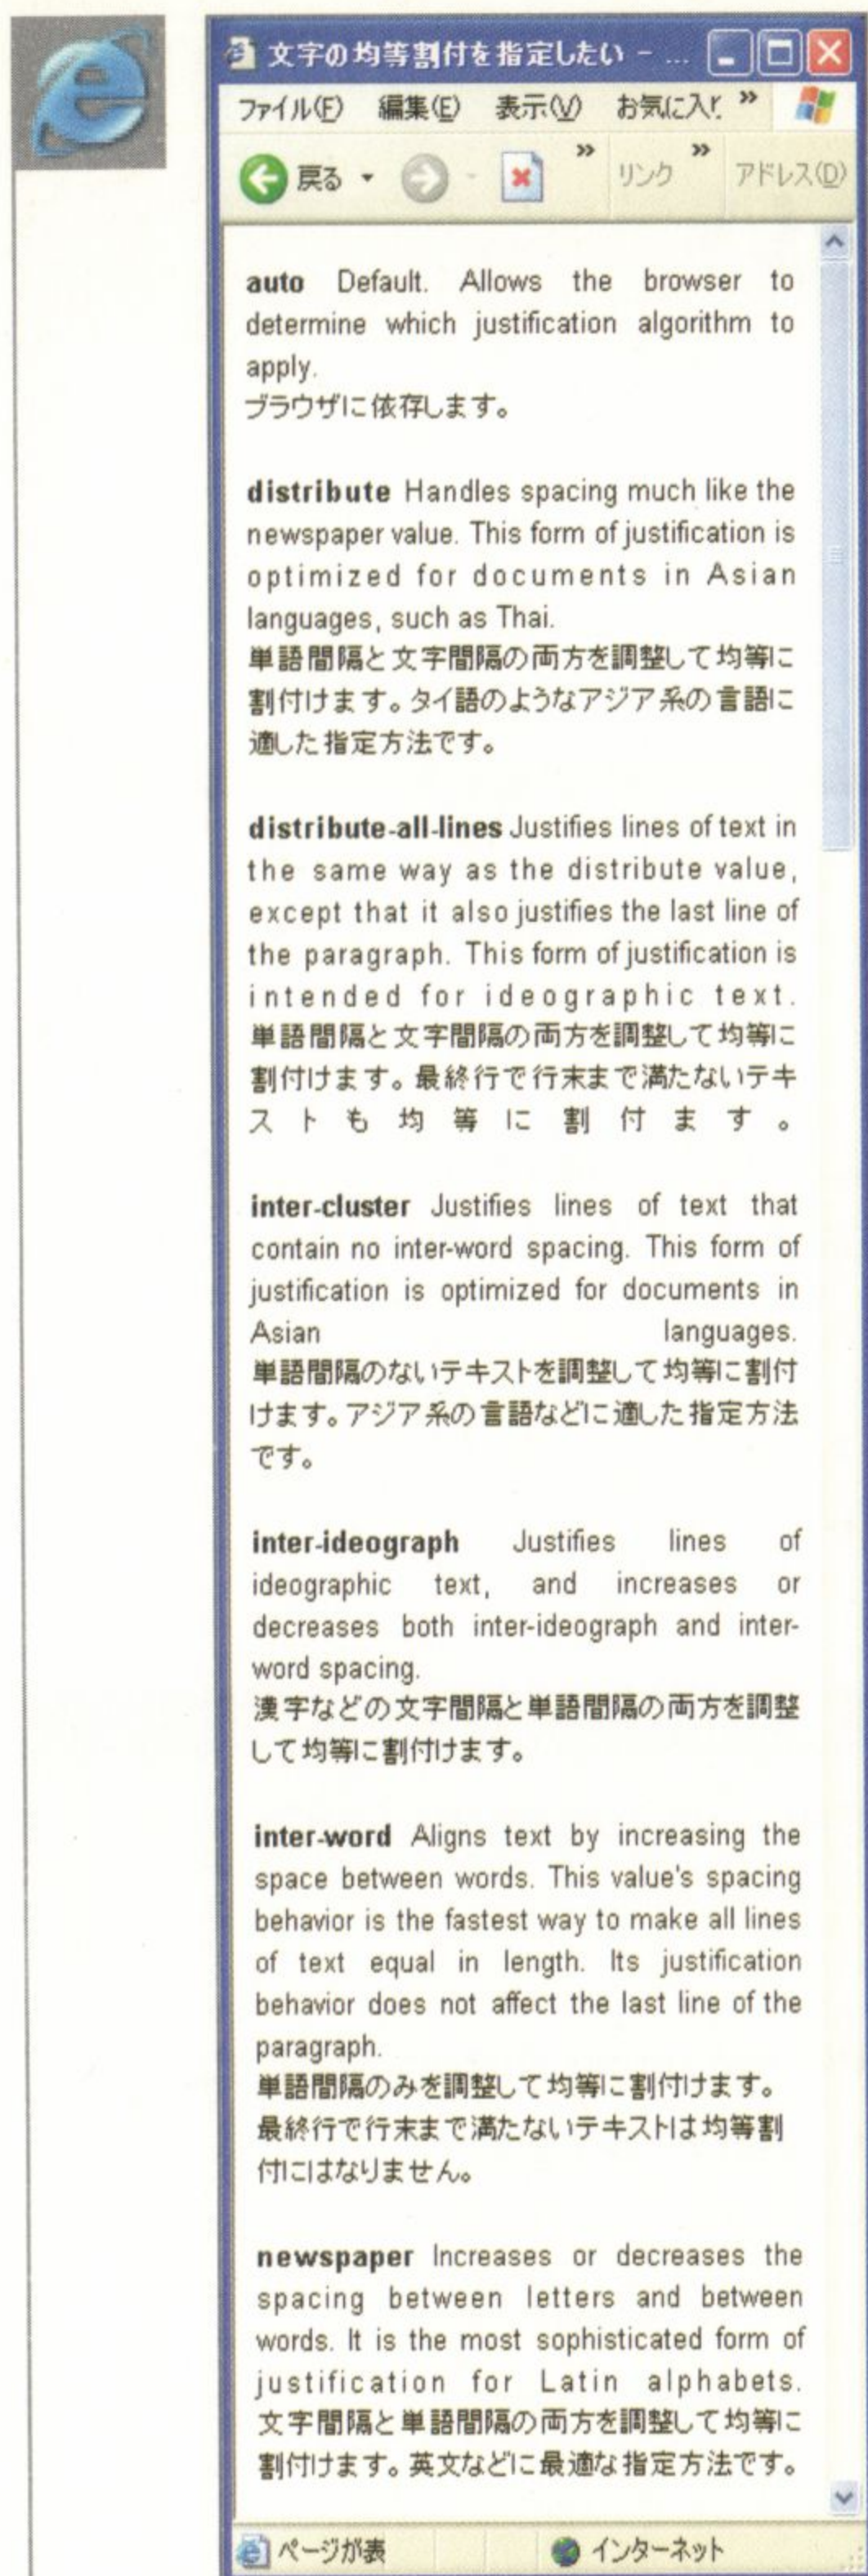 文字の均等割付を指定したい - ...
ファイル(F) 編集(E) 表示(V) お気に入り »
戻る » リンク » アドレス(D)
auto Default. Allows the browser to
determine which justification algorithm to
apply.
ブラウザに依存します。
distribute Handles spacing much like the
newspaper value. This form of justification is
optimized for documents in Asian
languages, such as Thai.
単語間隔と文字間隔の両方を調整して均等に
割付けます。タイ語のようなアジア系の言語に
適した指定方法です。
distribute-all-lines Justifies lines of text in
the same way as the distribute value,
except that it also justifies the last line of
the paragraph. This form of justification is
intended for ideographic text.
単語間隔と文字間隔の両方を調整して均等に
割付けます。最終行で行末まで満たないテキ
ストも均等に割付ます。
inter-cluster Justifies lines of text that
contain no inter-word spacing. This form of
justification is optimized for documents in
Asian languages.
単語間隔のないテキストを調整して均等に割付
けます。アジア系の言語などに適した指定方法
です。
inter-ideograph Justifies lines of
ideographic text, and increases or
decreases both inter-ideograph and inter-
word spacing.
漢字などの文字間隔と単語間隔の両方を調整
して均等に割付けます。
inter-word Aligns text by increasing the
space between words. This value's spacing
behavior is the fastest way to make all lines
of text equal in length. Its justification
behavior does not affect the last line of the
paragraph.
単語間隔のみを調整して均等に割付けます。
最終行で行末まで満たないテキストは均等割
付にはなりません。
newspaper Increases or decreases the
spacing between letters and between
words. It is the most sophisticated form of
justification for Latin alphabets.
文字間隔と単語間隔の両方を調整して均等に
割付けます。英文などに最適な指定方法です。
ページが表 インターネット